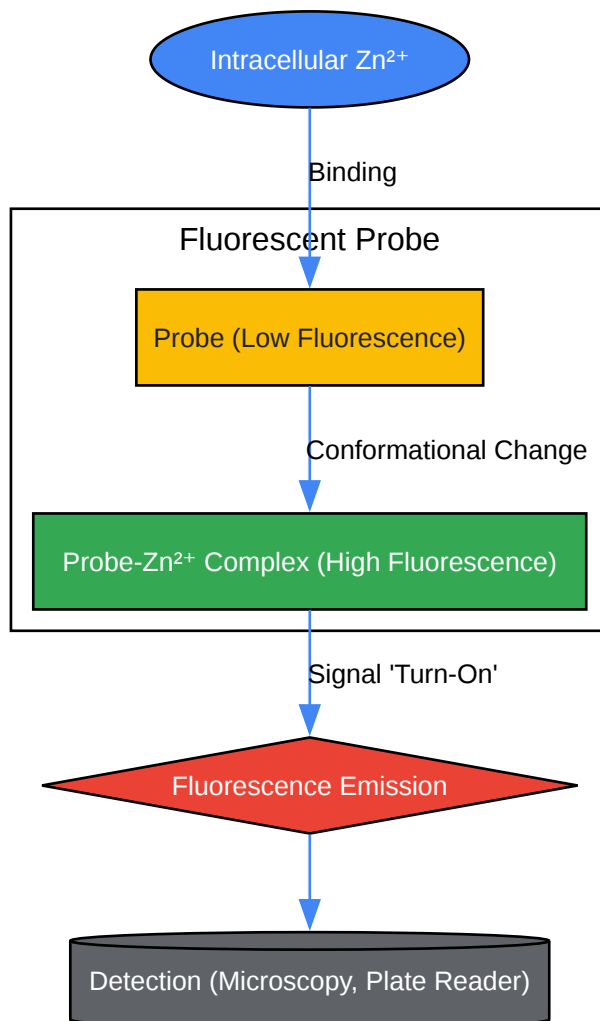 Intracellular Zn²⁺
Binding
Fluorescent Probe
Probe (Low Fluorescence)
Conformational Change
Probe-Zn²⁺ Complex (High Fluorescence)
Signal 'Turn-On'
Fluorescence Emission
Detection (Microscopy, Plate Reader)